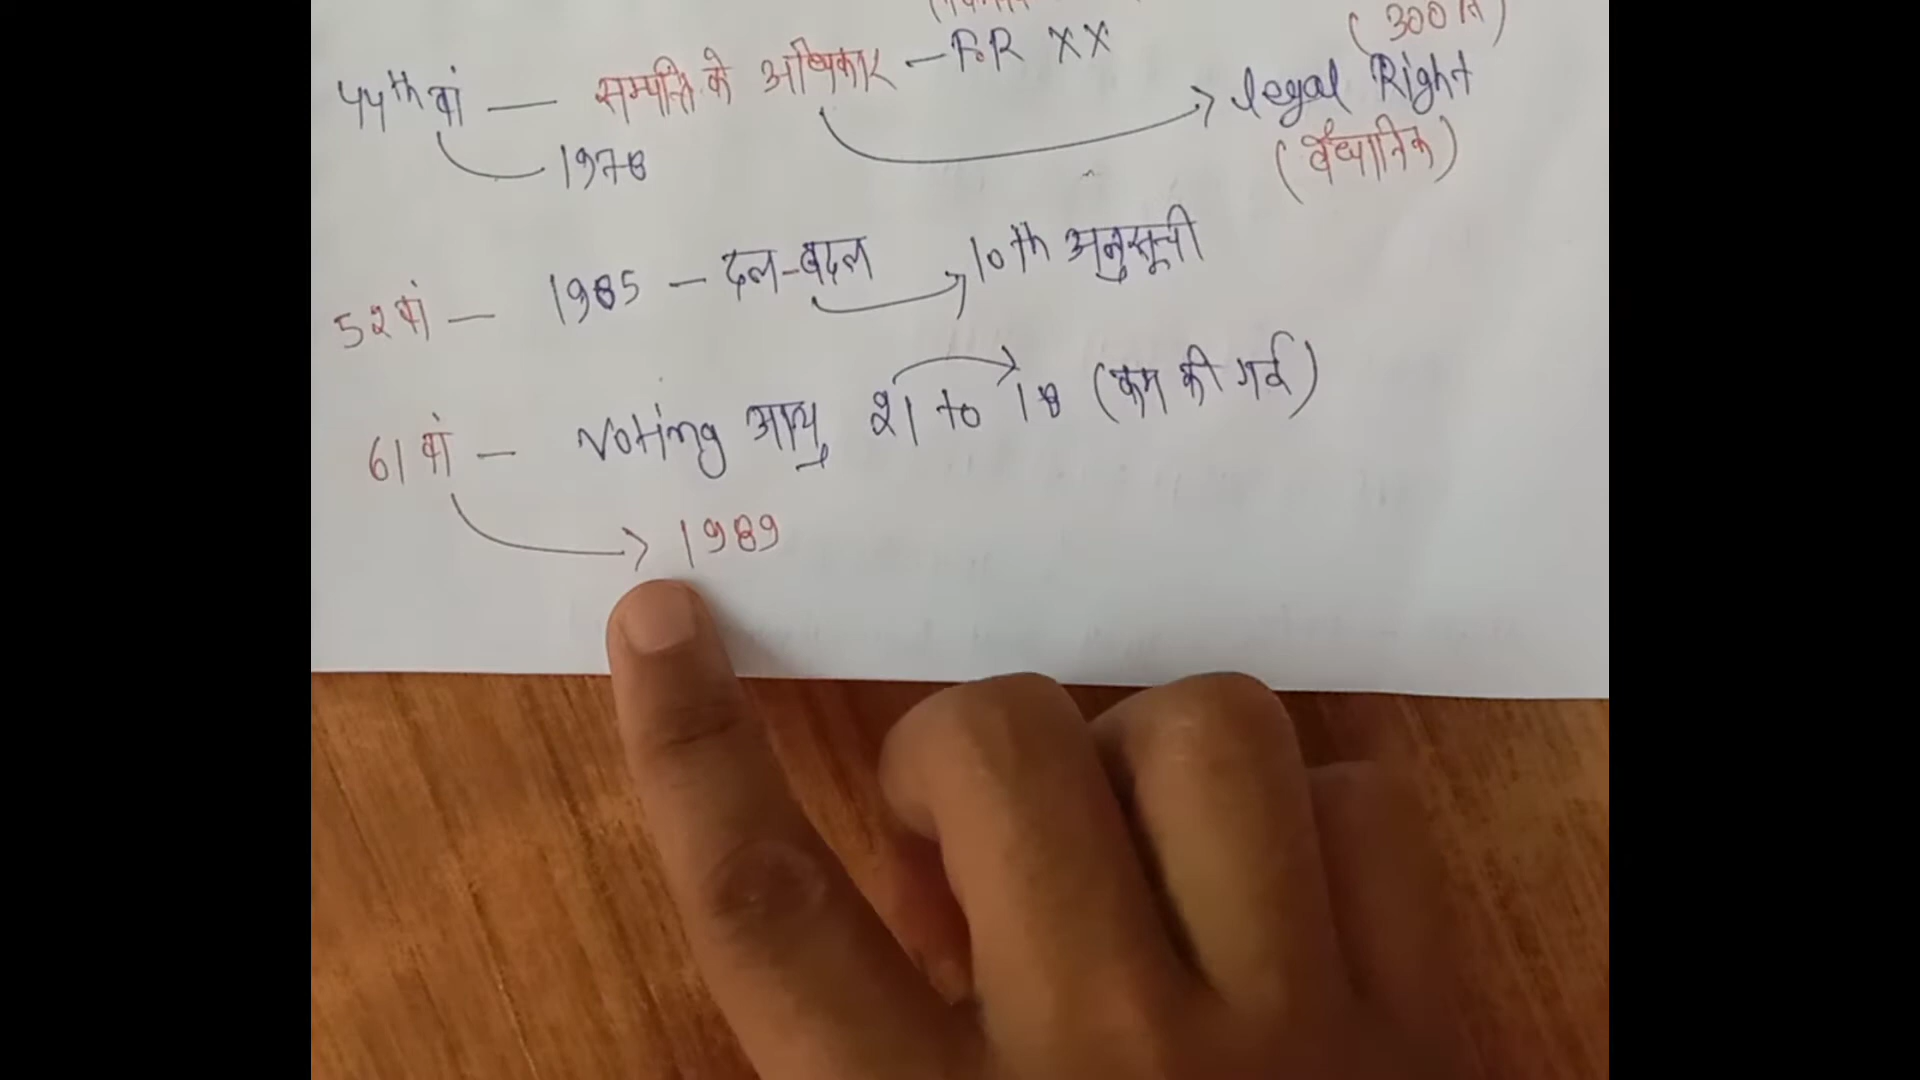 (300A)
44th वां — सम्पत्ति के अधिकार — F.R XX
legal Right
1978
(वैधानिक)
52 वां — 1985 — दल-बदल 10th अनुसूची
61 वां — Voting आयु 21 to 18 (कम की गई)
1989